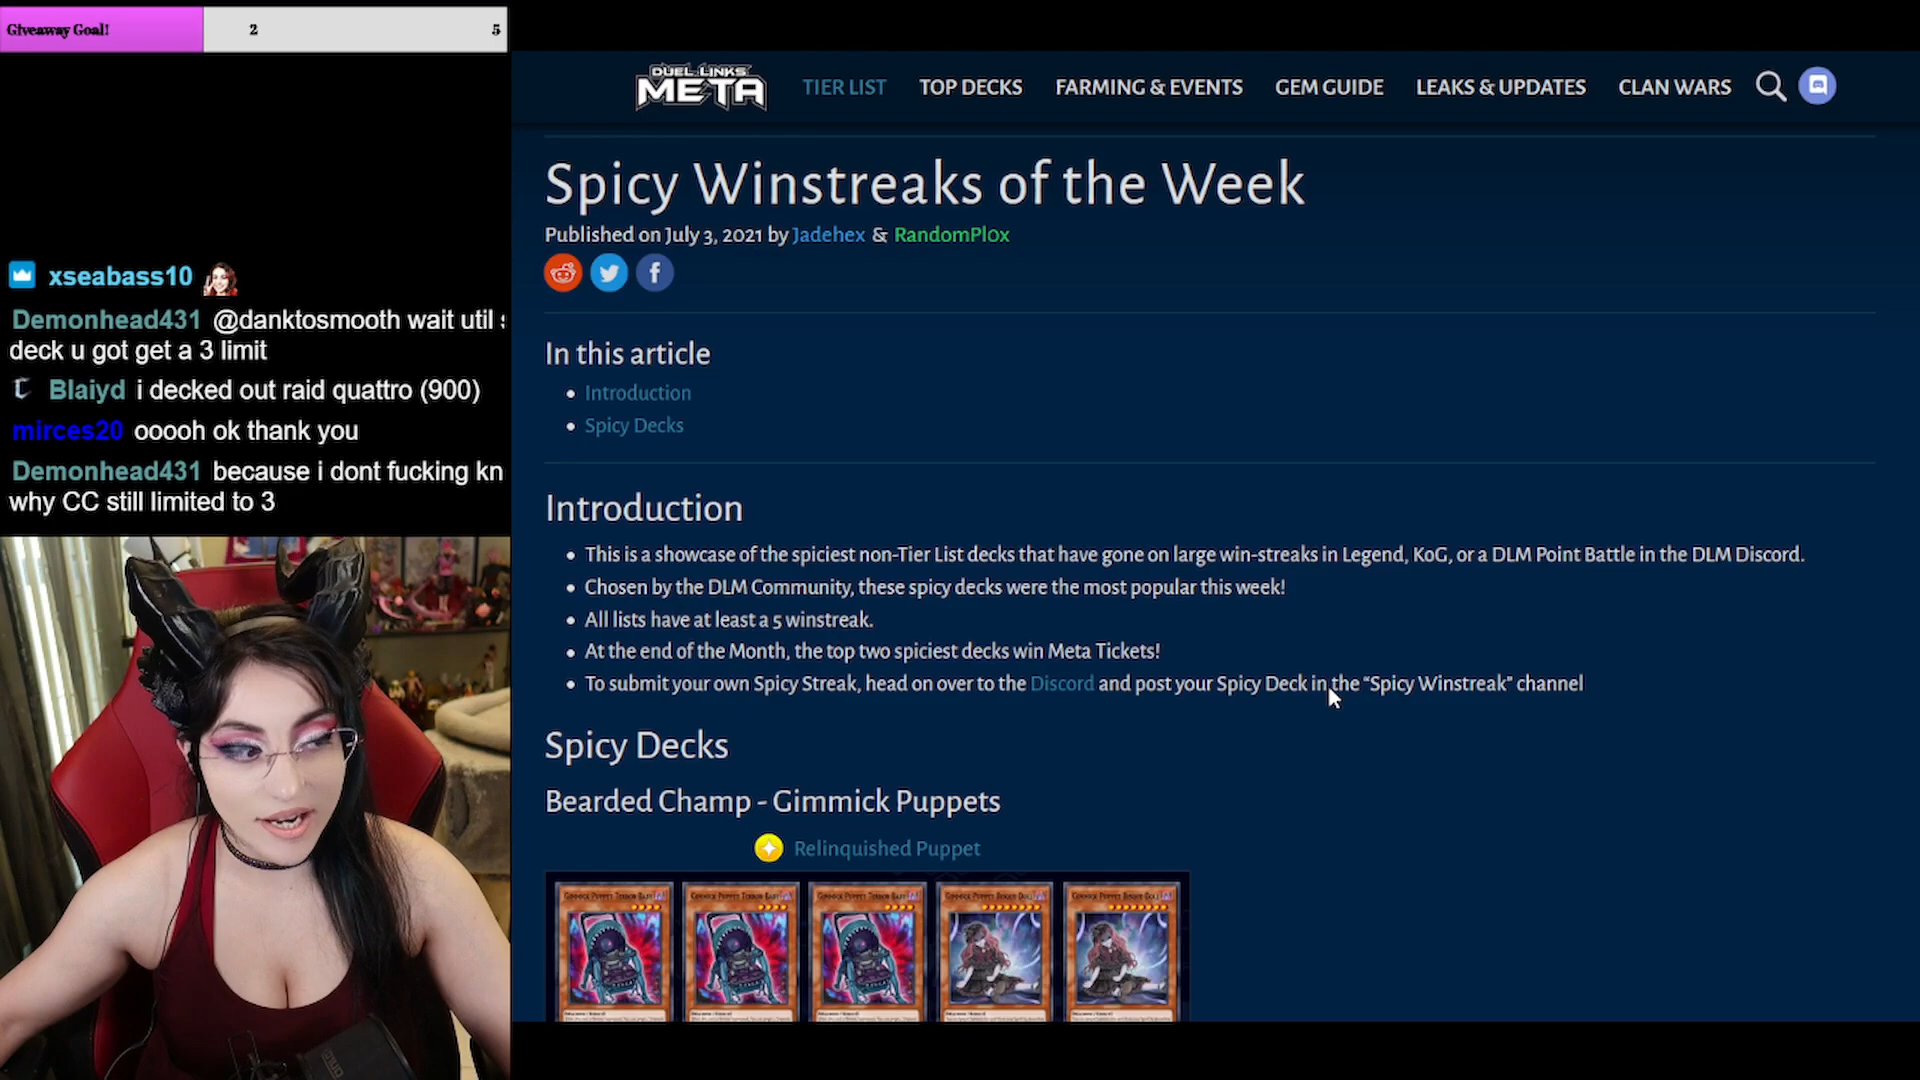 Giveaway Goal! 2 5
DUEL LINKS
META
TIER LIST TOP DECKS FARMING & EVENTS GEM GUIDE LEAKS & UPDATES CLAN WARS
Spicy Winstreaks of the Week
Published on July 3, 2021 by Jadehex & RandomPl0x
xseabass10
Demonhead431 @danktosmooth wait util
deck u got get a 3 limit
Blaiyd i decked out raid quattro (900)
mirces20 ooooh ok thank you
Demonhead431 because i dont fucking kn
why CC still limited to 3
In this article
Introduction
Spicy Decks
Introduction
This is a showcase of the spiciest non-Tier List decks that have gone on large win-streaks in Legend, KoG, or a DLM Point Battle in the DLM Discord.
Chosen by the DLM Community, these spicy decks were the most popular this week!
All lists have at least a 5 winstreak.
At the end of the Month, the top two spiciest decks win Meta Tickets!
To submit your own Spicy Streak, head on over to the Discord and post your Spicy Deck in the “Spicy Winstreak” channel
Spicy Decks
Bearded Champ - Gimmick Puppets
Relinquished Puppet